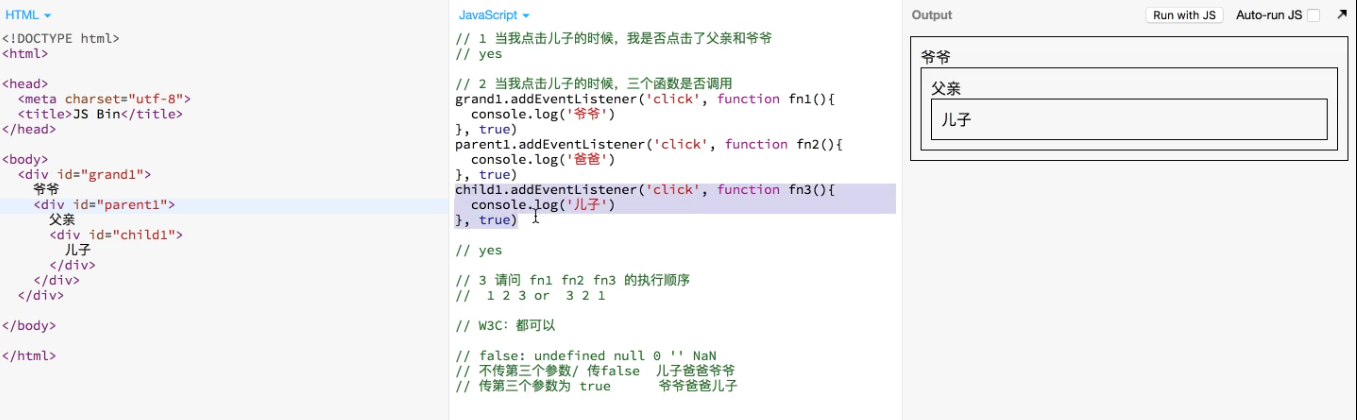 HTML
<!DOCTYPE html>
<html>
<head>
<meta charset="utf-8">
<title>JS Bin</title>
</head>
<body>
<div id="grand1">
爷爷
<div id="parent1">
父亲
<div id="child1">
儿子
</div>
</div>
</div>
</body>
</html>
JavaScript
// 1 当我点击儿子的时候，我是否点击了父亲和爷爷
// yes
// 2 当我点击儿子的时候，三个函数是否调用
grand1.addEventListener('click', function fn1(){
console.log('爷爷')
}, true)
parent1.addEventListener('click', function fn2(){
console.log('爸爸')
}, true)
child1.addEventListener('click', function fn3(){
console.log('儿子')
}, true)
// yes
// 3 请问 fn1 fn2 fn3 的执行顺序
// 1 2 3 or 3 2 1
// W3C：都可以
// false: undefined null 0 '' NaN
// 不传第三个参数/ 传false 儿子爸爸爷爷
// 传第三个参数为 true 爷爷爸爸儿子
Output
Run with JS
Auto-run JS
爷爷
父亲
儿子